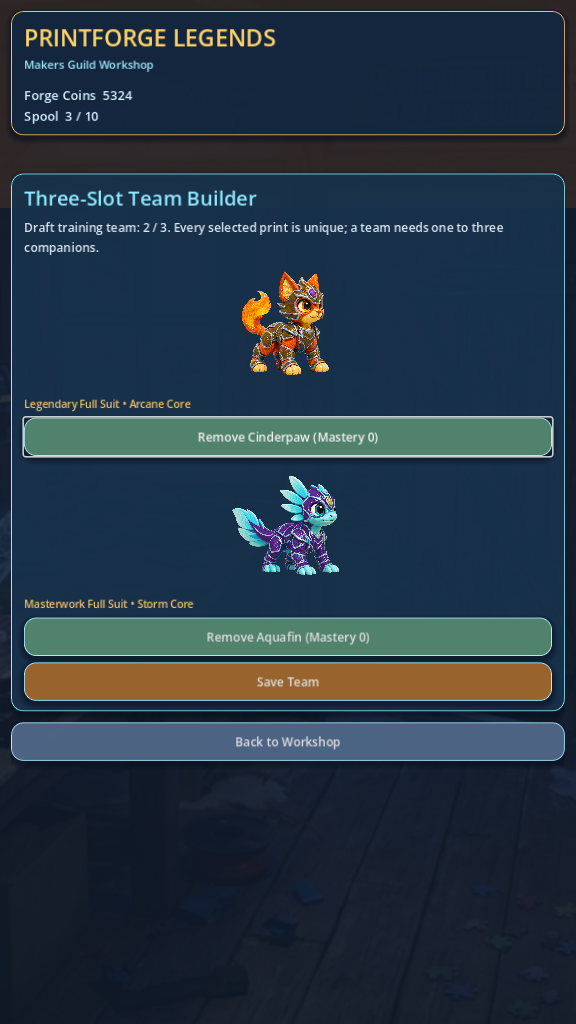 PRINTFORGE LEGENDS
Makers Guild Workshop
Forge Coins 5324
Spool 3 / 10
Three-Slot Team Builder
Draft training team: 2 / 3. Every selected print is unique; a team needs one to three
companions.
Legendary Full Suit • Arcane Core
Remove Cinderpaw (Mastery 0)
Masterwork Full Suit • Storm Core
Remove Aquafin (Mastery 0)
Save Team
Back to Workshop